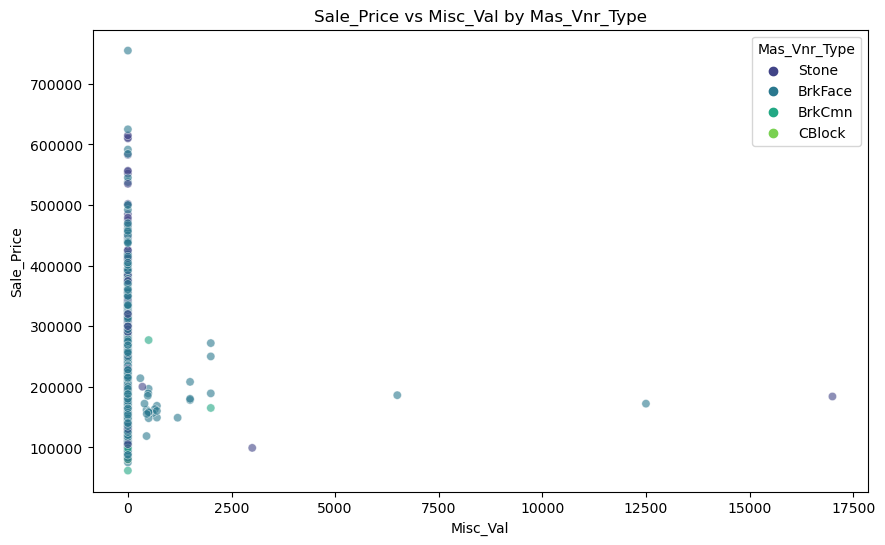 Sale_Price vs Misc_Val by Mas_Vnr_Type
Mas_Vnr_Type
Stone
BrkFace
BrkCmn
CBlock
Sale_Price
700000
600000
500000
400000
300000
200000
100000
0
2500
5000
7500
10000
12500
15000
17500
Misc_Val